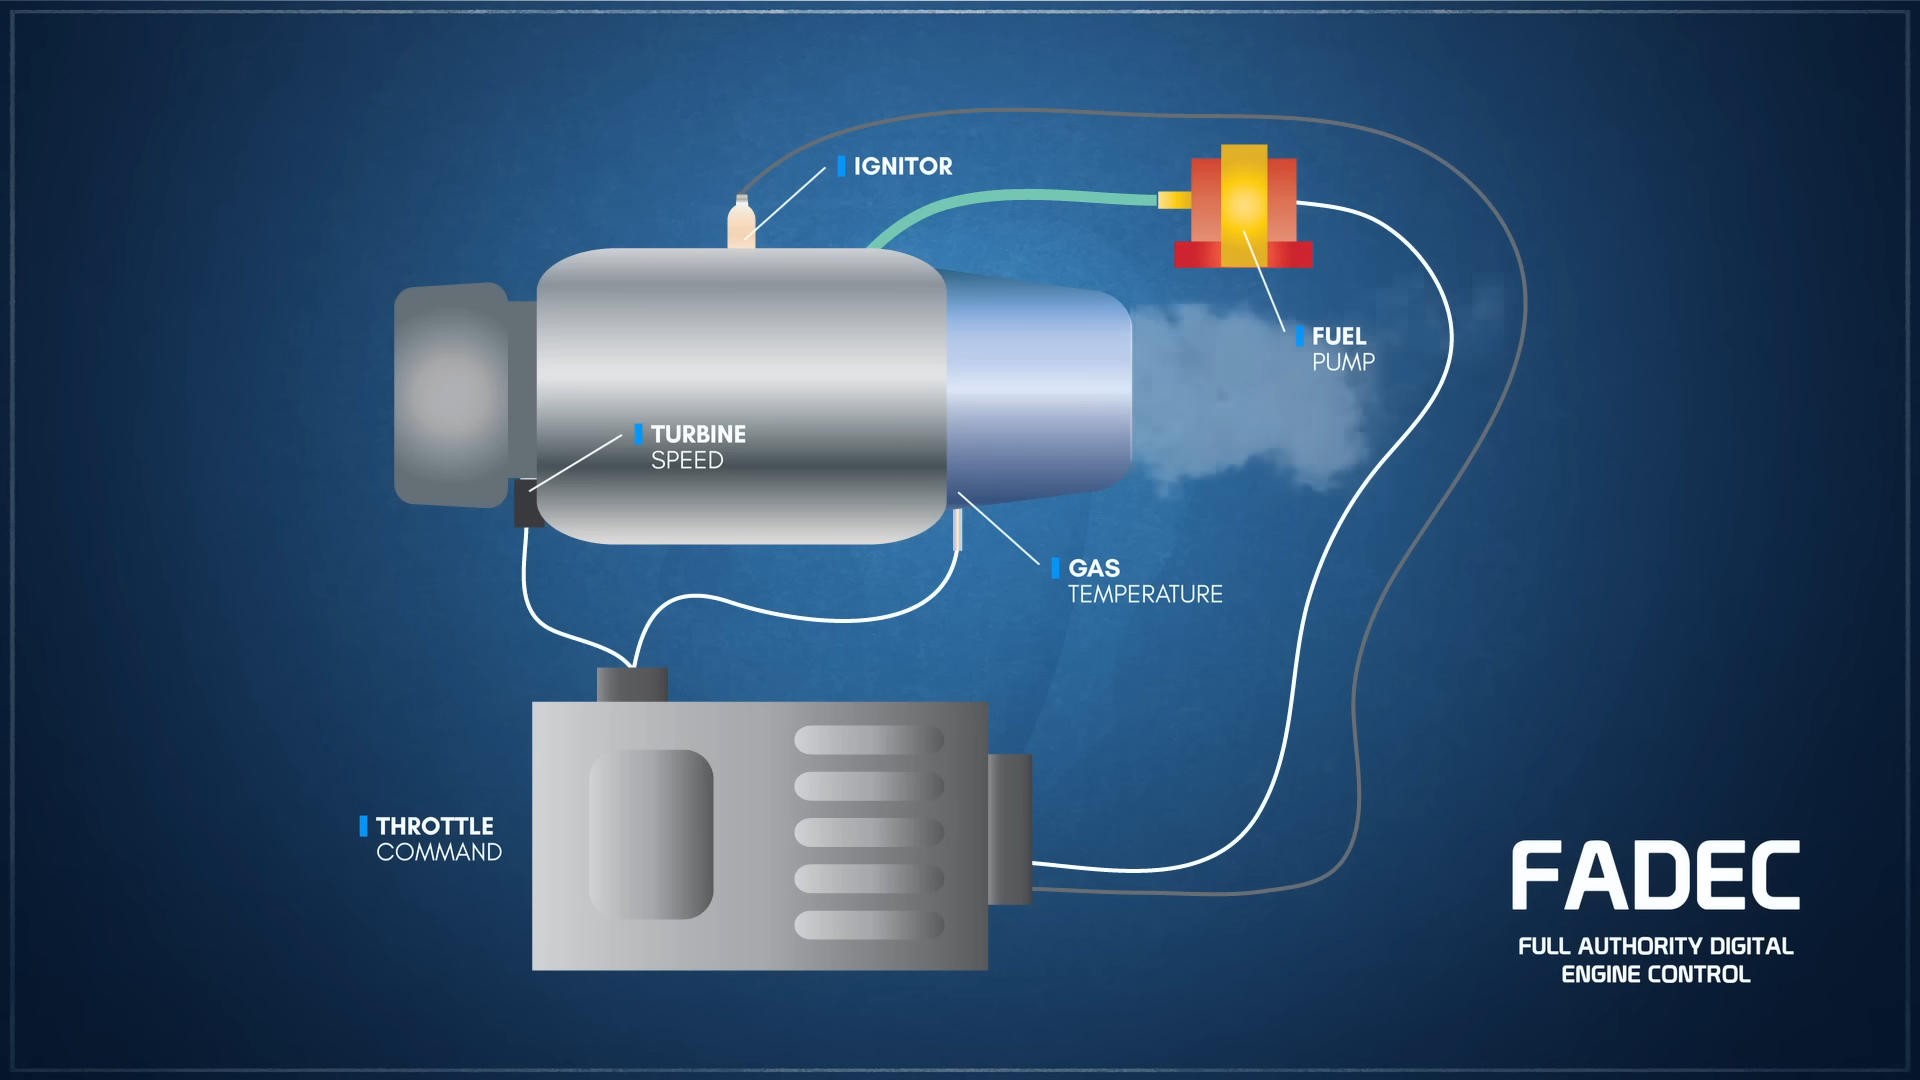 IGNITOR
FUEL
PUMP
TURBINE
SPEED
GAS
TEMPERATURE
THROTTLE
COMMAND
FADEC
FULL AUTHORITY DIGITAL
ENGINE CONTROL